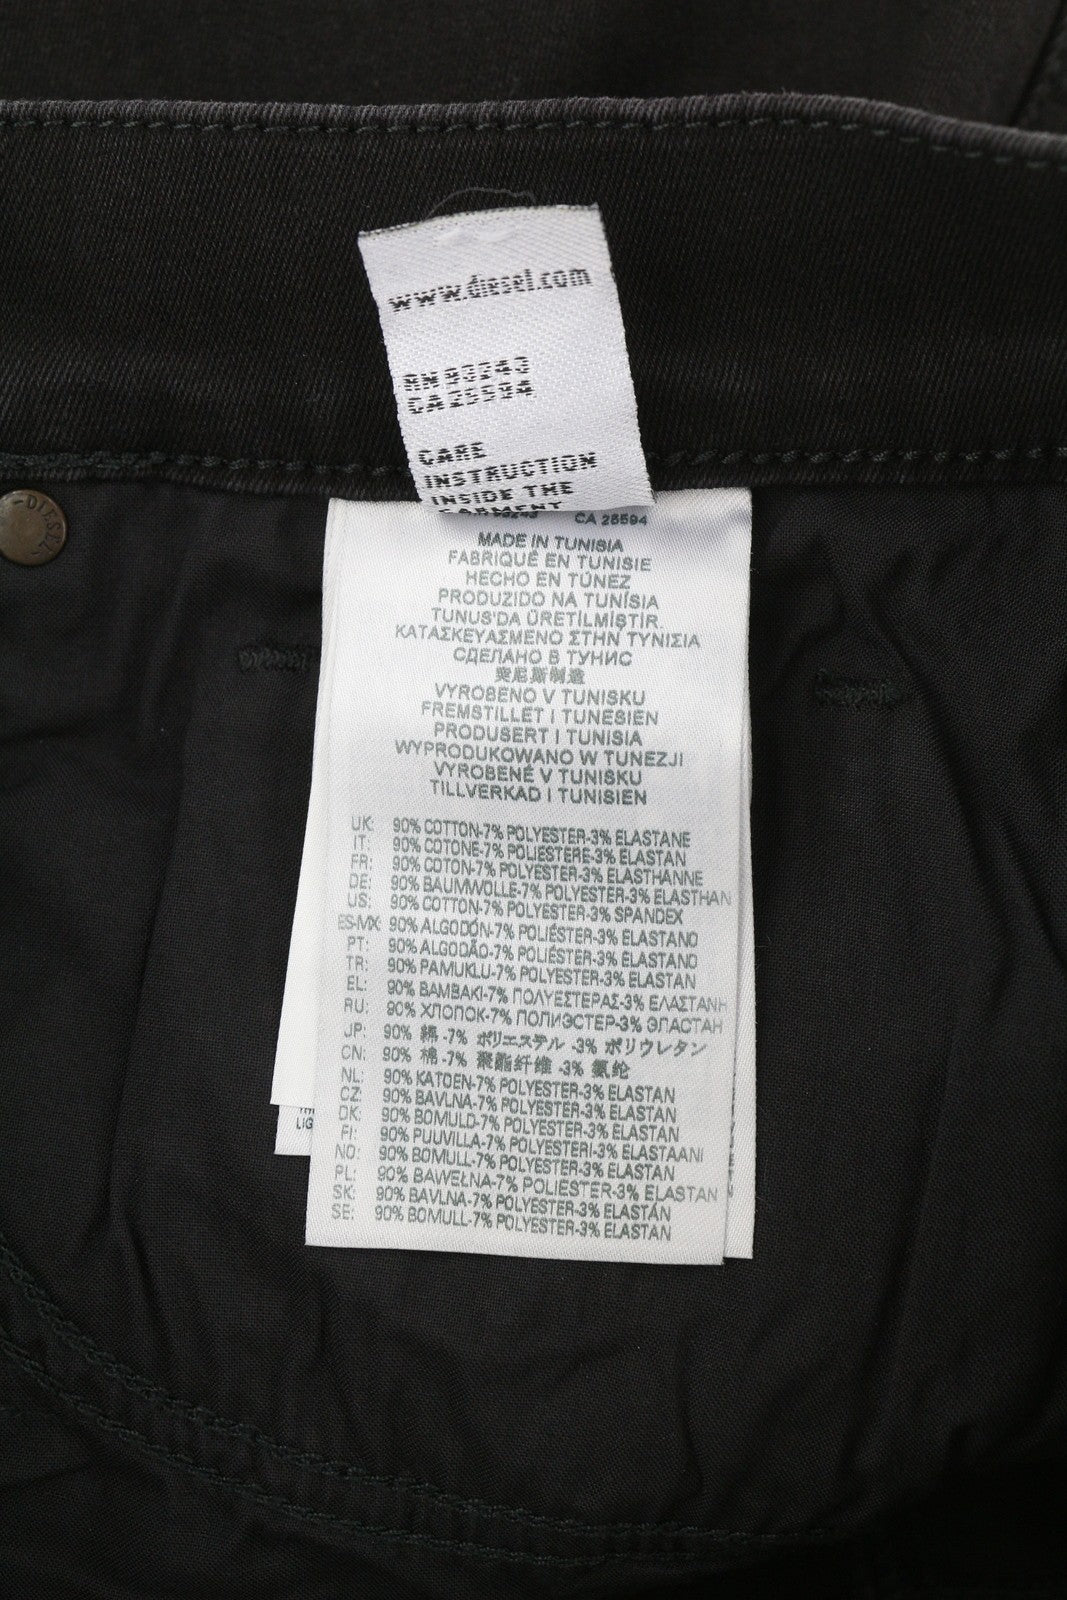 www.diesel.com
RN 93243
CA 25594
CARE
INSTRUCTION
INSIDE THE
GARMENT
93243 CA 25594
MADE IN TUNISIA
FABRIQUÉ EN TUNISIE
HECHO EN TÚNEZ
PRODUZIDO NA TUNÍSIA
TUNUS'DA ÜRETİLMİŞTİR.
ΚΑΤΑΣΚΕΥΑΣΜΕΝΟ ΣΤΗΝ ΤΥΝΙΣΙΑ
СДЕЛАНО В ТУНИС
突尼斯制造
VYROBENO V TUNISKU
FREMSTILLET I TUNESIEN
PRODUSERT I TUNISIA
WYPRODUKOWANO W TUNEZJI
VYROBENÉ V TUNISKU
TILLVERKAD I TUNISIEN
UK: 90% COTTON-7% POLYESTER-3% ELASTANE
IT: 90% COTONE-7% POLIESTERE-3% ELASTAN
FR: 90% COTON-7% POLYESTER-3% ELASTHANNE
DE: 90% BAUMWOLLE-7% POLYESTER-3% ELASTHAN
US: 90% COTTON-7% POLYESTER-3% SPANDEX
ES-MX: 90% ALGODÓN-7% POLIÉSTER-3% ELASTANO
PT: 90% ALGODÃO-7% POLIÉSTER-3% ELASTANO
TR: 90% PAMUKLU-7% POLYESTER-3% ELASTAN
EL: 90% ΒΑΜΒΑΚΙ-7% ΠΟΛΥΕΣΤΕΡΑΣ-3% ΕΛΑΣΤΑΝΗ
RU: 90% ХЛОПОК-7% ПОЛИЭСТЕР-3% ЭЛАСТАН
JP: 90% 綿 -7% ポリエステル -3% ポリウレタン
CN: 90% 棉 -7% 聚酯纤维 -3% 氨纶
NL: 90% KATOEN-7% POLYESTER-3% ELASTAN
CZ: 90% BAVLNA-7% POLYESTER-3% ELASTAN
DK: 90% BOMULD-7% POLYESTER-3% ELASTAN
FI: 90% PUUVILLA-7% POLYESTERI-3% ELASTAANI
NO: 90% BOMULL-7% POLYESTER-3% ELASTAN
PL: 90% BAWEŁNA-7% POLIESTER-3% ELASTAN
SK: 90% BAVLNA-7% POLYESTER-3% ELASTÁN
SE: 90% BOMULL-7% POLYESTER-3% ELASTAN
LIG
DIESEL